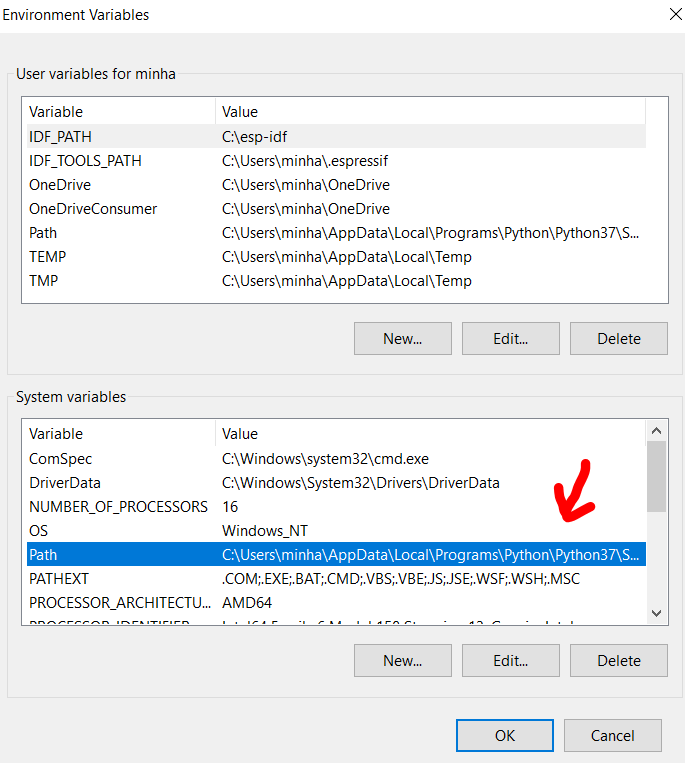 Environment Variables
User variables for minha
Variable Value
IDF_PATH C:\esp-idf
IDF_TOOLS_PATH C:\Users\minha\.espressif
OneDrive C:\Users\minha\OneDrive
OneDriveConsumer C:\Users\minha\OneDrive
Path C:\Users\minha\AppData\Local\Programs\Python\Python37\S...
TEMP C:\Users\minha\AppData\Local\Temp
TMP C:\Users\minha\AppData\Local\Temp
New... Edit... Delete
System variables
Variable Value
ComSpec C:\Windows\system32\cmd.exe
DriverData C:\Windows\System32\Drivers\DriverData
NUMBER_OF_PROCESSORS 16
OS Windows_NT
Path C:\Users\minha\AppData\Local\Programs\Python\Python37\S...
PATHEXT .COM;.EXE;.BAT;.CMD;.VBS;.VBE;.JS;.JSE;.WSF;.WSH;.MSC
PROCESSOR_ARCHITECTU... AMD64
New... Edit... Delete
OK Cancel